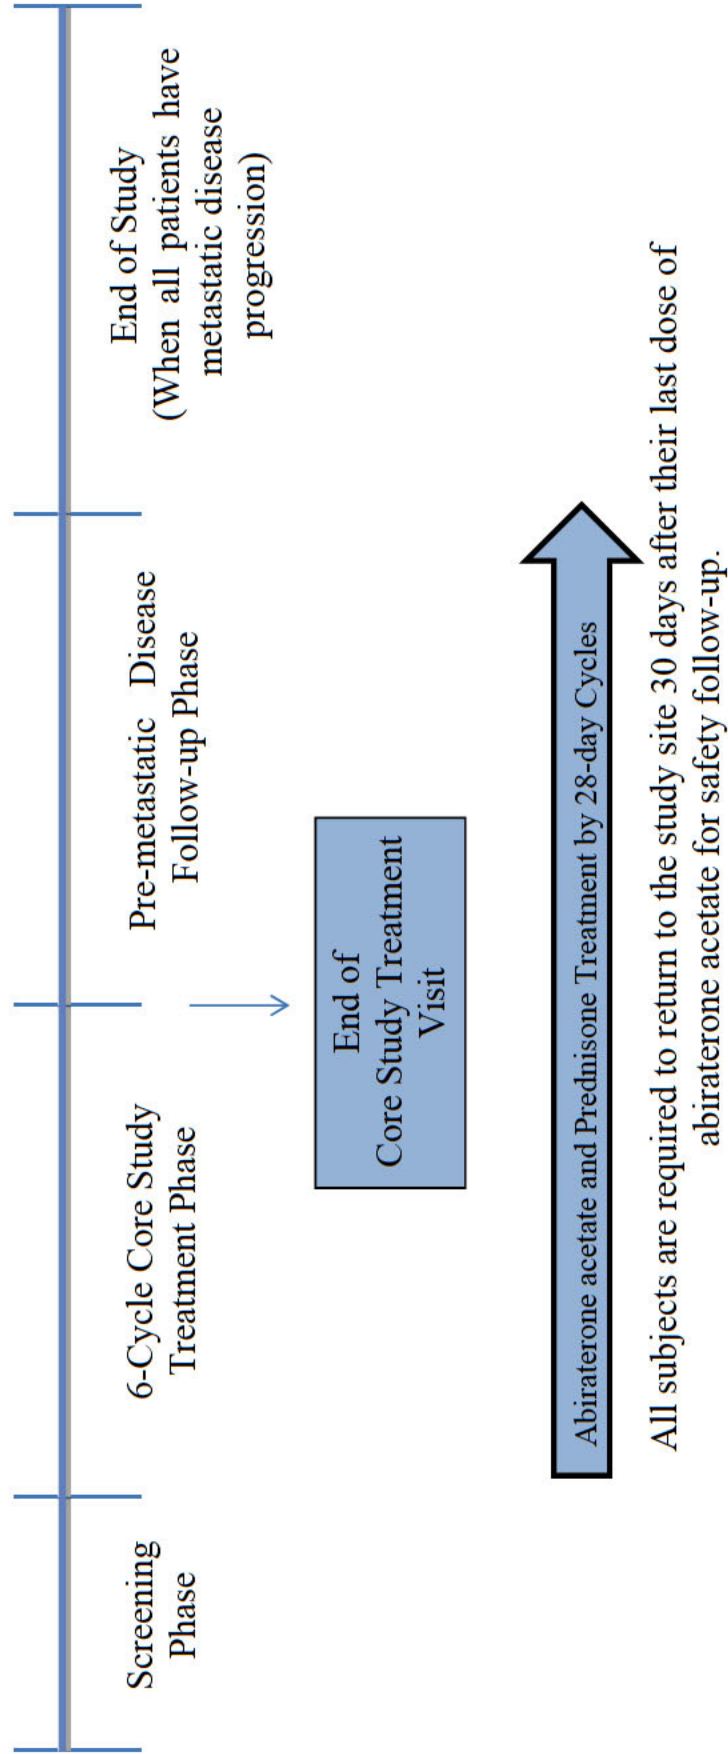 Screening
Phase
6-Cycle Core Study
Treatment Phase
Pre-metastatic Disease
Follow-up Phase
End of Study
(When all patients have
metastatic disease
progression)
End of
Core Study Treatment
Visit
Abiraterone acetate and Prednisone Treatment by 28-day Cycles
All subjects are required to return to the study site 30 days after their last dose of
abiraterone acetate for safety follow-up.